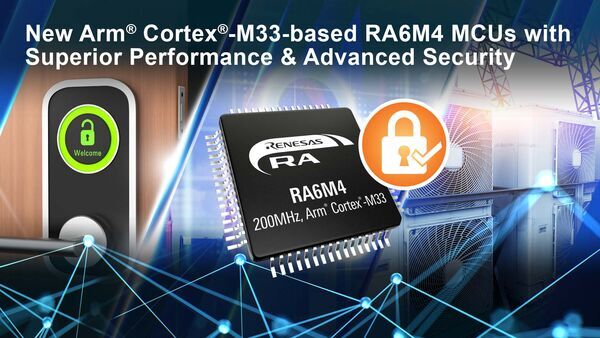 New Arm® Cortex®-M33-based RA6M4 MCUs with
Superior Performance & Advanced Security
Welcome
RENESAS
RA
RA6M4
200MHz, Arm® Cortex®-M33